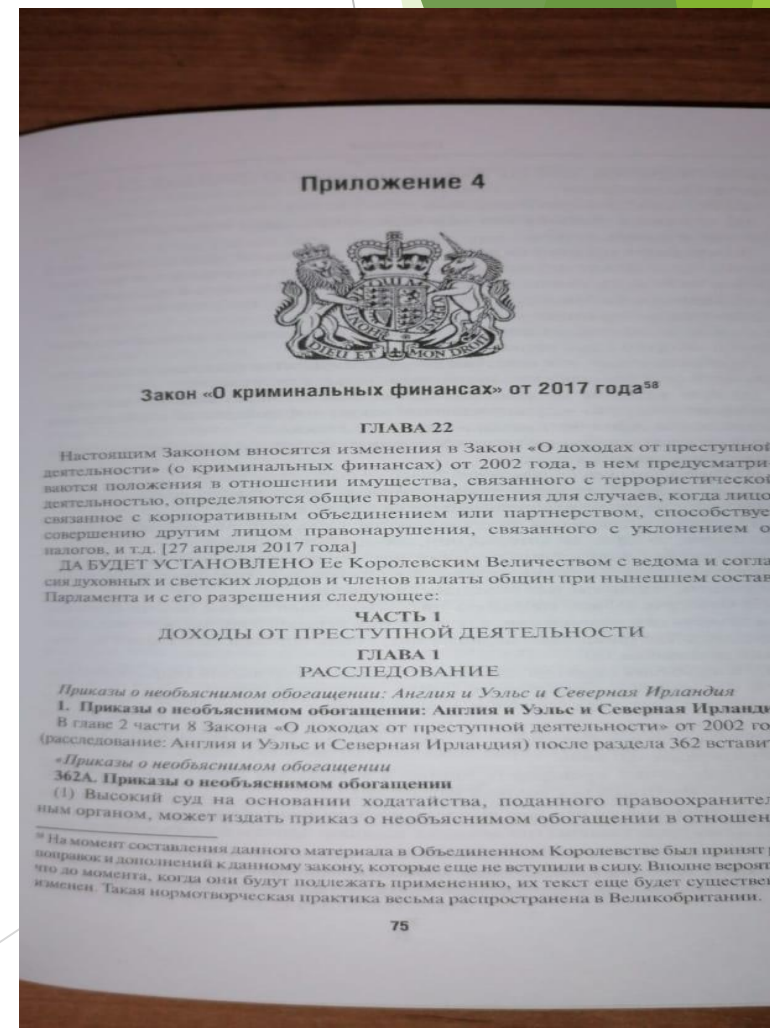 Приложение 4
DIEU ET MON DROIT
Закон «О криминальных финансах» от 2017 года⁵⁸
ГЛАВА 22
Настоящим Законом вносятся изменения в Закон «О доходах от преступной
деятельности» (о криминальных финансах) от 2002 года, в нем предусматри-
ваются положения в отношении имущества, связанного с террористической
деятельностью, определяются общие правонарушения для случаев, когда лицо
связанное с корпоративным объединением или партнерством, способствуе
совершению другим лицом правонарушения, связанного с уклонением о
налогов, и т.д. [27 апреля 2017 года]
ДА БУДЕТ УСТАНОВЛЕНО Ее Королевским Величеством с ведома и согла
сия духовных и светских лордов и членов палаты общин при нынешнем состав
Парламента и с его разрешения следующее:
ЧАСТЬ 1
ДОХОДЫ ОТ ПРЕСТУПНОЙ ДЕЯТЕЛЬНОСТИ
ГЛАВА 1
РАССЛЕДОВАНИЕ
Приказы о необъяснимом обогащении: Англия и Уэльс и Северная Ирландия
1. Приказы о необъяснимом обогащении: Англия и Уэльс и Северная Ирланди
В главе 2 части 8 Закона «О доходах от преступной деятельности» от 2002 го
(расследование: Англия и Уэльс и Северная Ирландия) после раздела 362 вставит
«Приказы о необъяснимом обогащении
362А. Приказы о необъяснимом обогащении
(1) Высокий суд на основании ходатайства, поданного правоохранител
ным органом, может издать приказ о необъяснимом обогащении в отношен
⁵⁸ На момент составления данного материала в Объединенном Королевстве был принят р
поправок и дополнений к данному закону, которые еще не вступили в силу. Вполне вероят
что до момента, когда они будут подлежать применению, их текст еще будет существен
изменен. Такая нормотворческая практика весьма распространена в Великобритании.
75